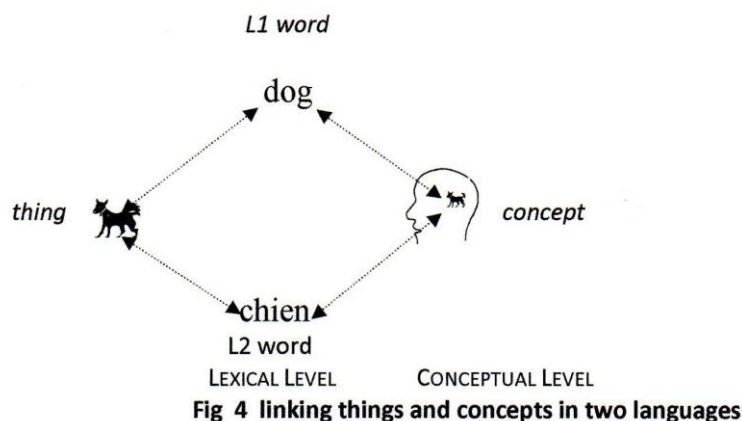 L1 word
dog
thing
concept
chien
L2 word
LEXICAL LEVEL CONCEPTUAL LEVEL
Fig 4 linking things and concepts in two languages